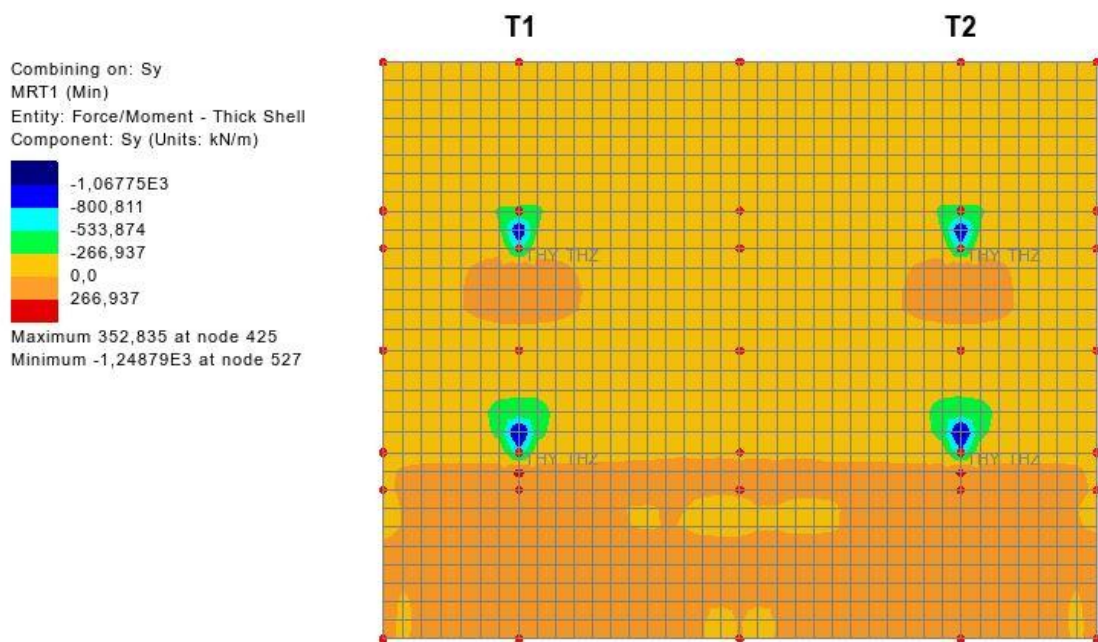 T1 T2
Combining on: Sy
MRT1 (Min)
Entity: Force/Moment - Thick Shell
Component: Sy (Units: kN/m)
-1,06775E3
-800,811
-533,874
-266,937
0,0
266,937
Maximum 352,835 at node 425
Minimum -1,24879E3 at node 527
THY THZ THY THZ
THY THZ THY THZ